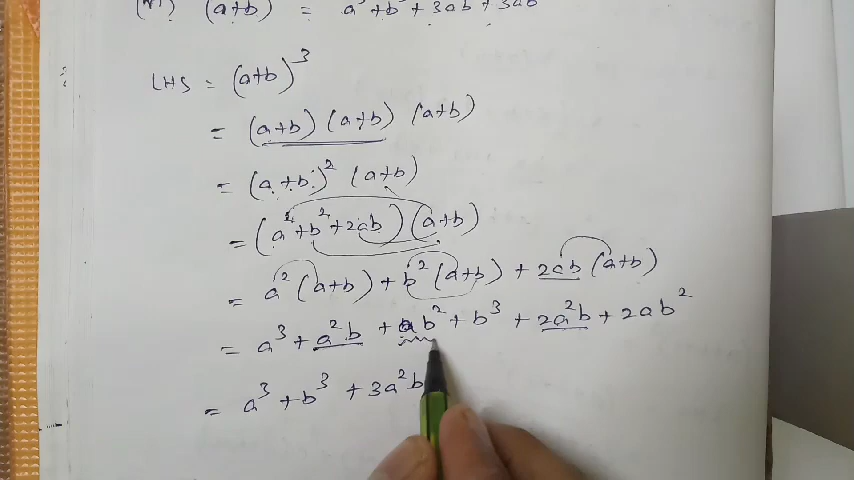 (vi) (a+b)³ = a³ + b³ + 3a²b + 3ab²
LHS = (a+b)³
= (a+b) (a+b) (a+b)
= (a+b)² (a+b)
= (a²+b²+2ab) (a+b)
= a² (a+b) + b² (a+b) + 2ab (a+b)
= a³ + a²b + ab² + b³ + 2a²b + 2ab²
= a³ + b³ + 3a²b